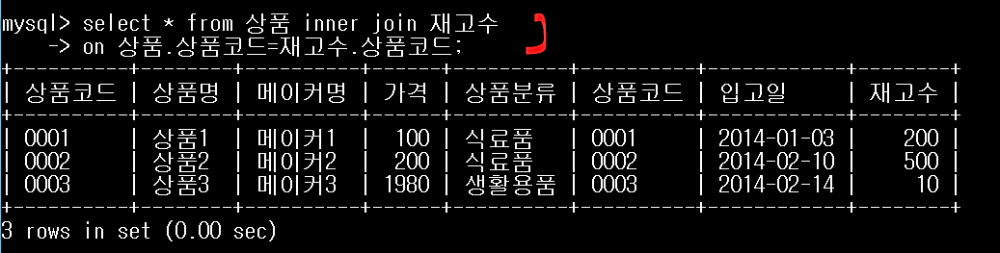 mysql> select * from 상품 inner join 재고수
-> on 상품.상품코드=재고수.상품코드;
+----------+--------+------------+------+----------+----------+------------+--------+
| 상품코드 | 상품명 | 메이커명 | 가격 | 상품분류 | 상품코드 | 입고일 | 재고수 |
+----------+--------+------------+------+----------+----------+------------+--------+
| 0001 | 상품1 | 메이커1 | 100 | 식료품 | 0001 | 2014-01-03 | 200 |
| 0002 | 상품2 | 메이커2 | 200 | 식료품 | 0002 | 2014-02-10 | 500 |
| 0003 | 상품3 | 메이커3 | 1980 | 생활용품 | 0003 | 2014-02-14 | 10 |
+----------+--------+------------+------+----------+----------+------------+--------+
3 rows in set (0.00 sec)